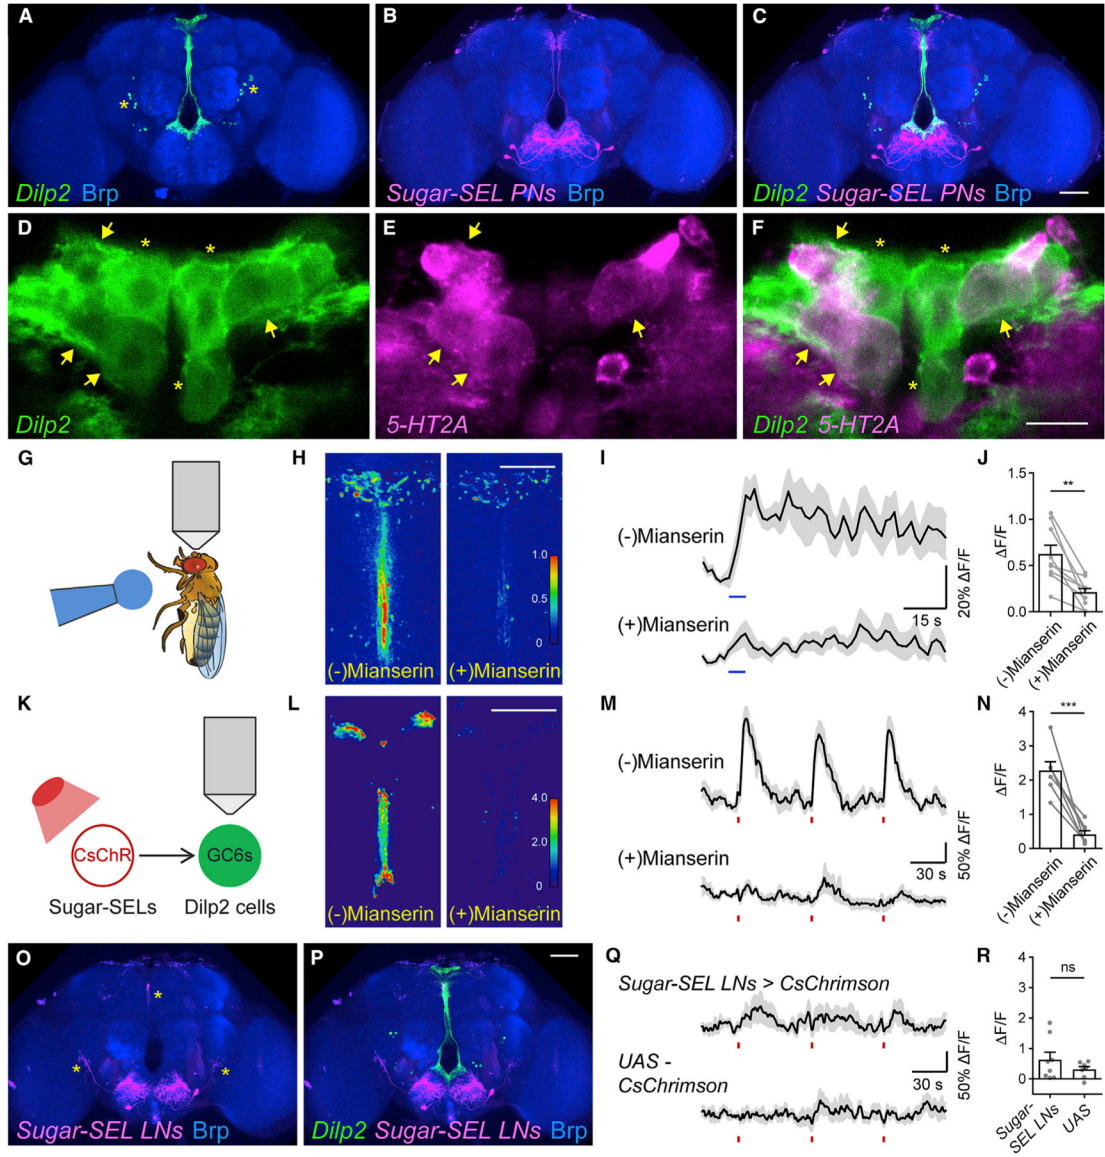 A
Dilp2 Brp
B
Sugar-SEL PNs Brp
C
Dilp2 Sugar-SEL PNs Brp
D
Dilp2
E
5-HT2A
F
Dilp2 5-HT2A
G
H
(-)Mianserin
(+)Mianserin
1.0
0.5
0
I
(-)Mianserin
(+)Mianserin
15 s
20% ΔF/F
J
**
1.5
1.0
0.5
0.0
ΔF/F
(-)Mianserin
(+)Mianserin
K
CsChR
GC6s
Sugar-SELs
Dilp2 cells
L
(-)Mianserin
(+)Mianserin
4.0
2.0
0
M
(-)Mianserin
(+)Mianserin
30 s
50% ΔF/F
N
***
4
3
2
1
0
ΔF/F
(-)Mianserin
(+)Mianserin
O
Sugar-SEL LNs Brp
P
Dilp2 Sugar-SEL LNs Brp
Q
Sugar-SEL LNs > CsChrimson
UAS -
CsChrimson
30 s
50% ΔF/F
R
ns
4
3
2
1
0
ΔF/F
Sugar-
SEL LNs
UAS